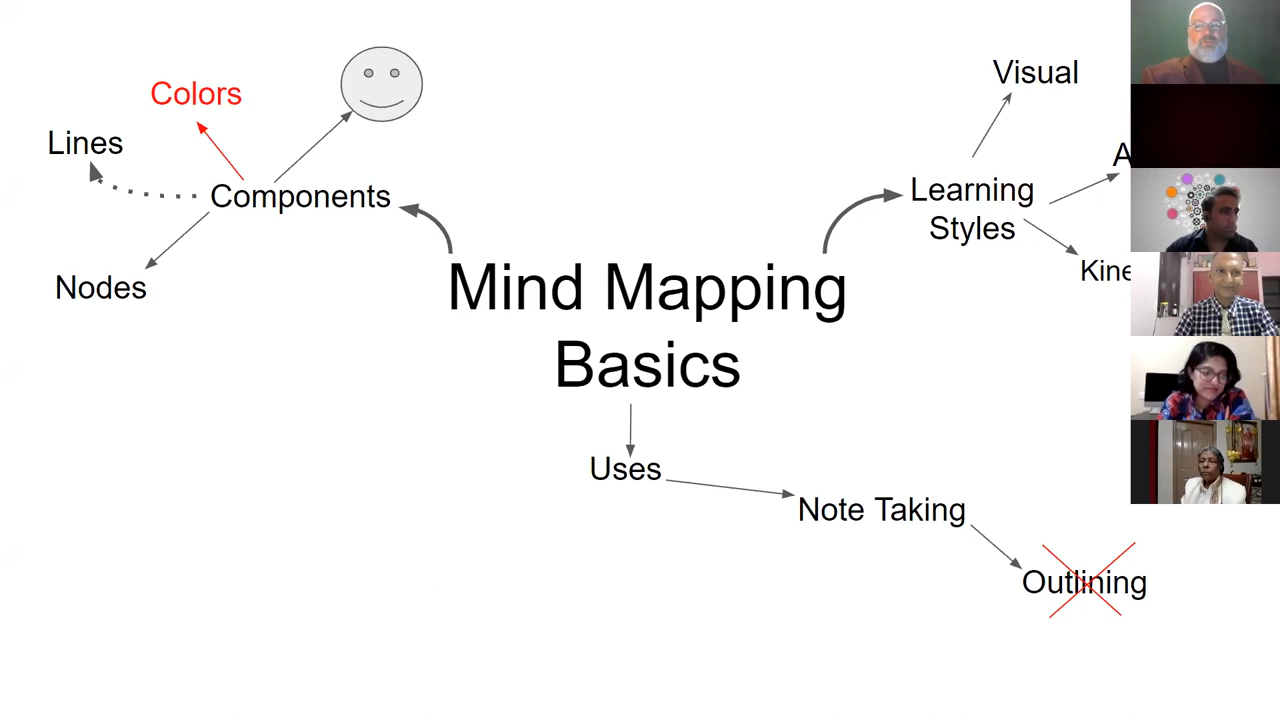 Visual
Colors
Lines
Components
Learning
Styles
Nodes
Mind Mapping
Basics
Uses
Note Taking
Outlining